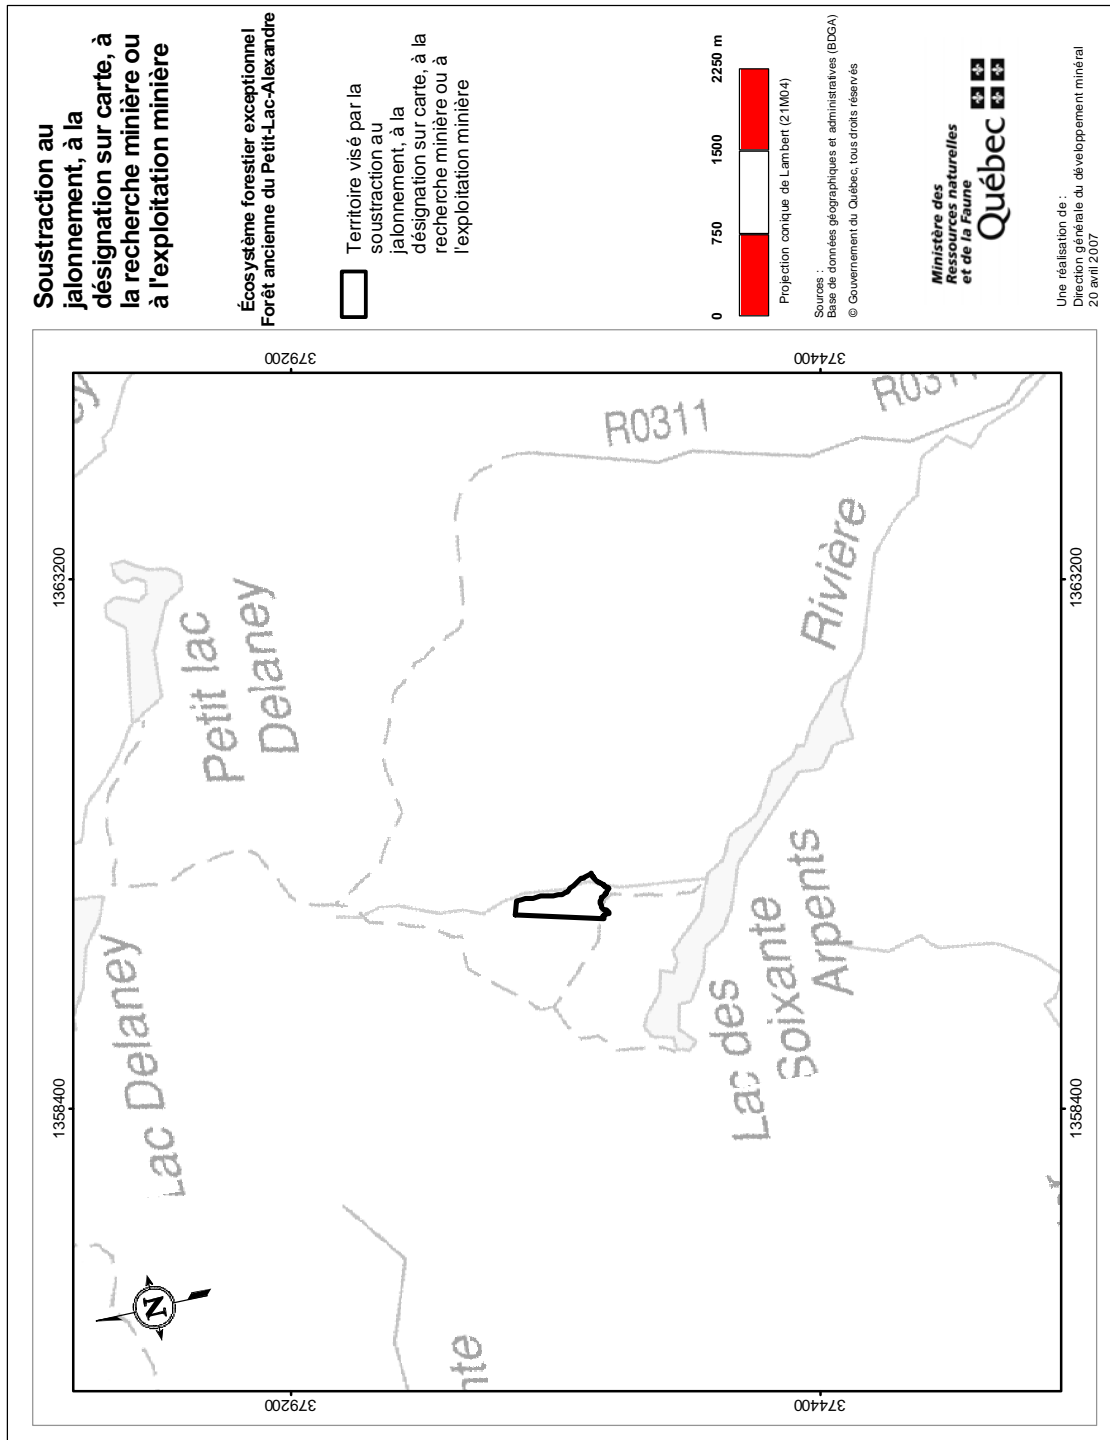 Soustraction au
jalonnement, à la
désignation sur carte, à
la recherche minière ou
à l'exploitation minière
Écosystème forestier exceptionnel
Forêt ancienne du Petit-Lac-Alexandre
Territoire visé par la
soustraction au
jalonnement, à la
désignation sur carte, à la
recherche minière ou à
l'exploitation minière
0 750 1500 2250 m
Projection conique de Lambert (21M04)
Sources :
Base de données géographiques et administratives (BDGA)
© Gouvernement du Québec, tous droits réservés
Ministère des
Ressources naturelles
et de la Faune
Québec
Une réalisation de :
Direction générale du développement minéral
20 avril 2007
379200
374400
1363200
1363200
1358400
1358400
379200
374400
N
Lac Delaney
Petit lac
Delaney
R0311
R0311
Rivière
Lac des
Soixante
Arpents
nte
ey